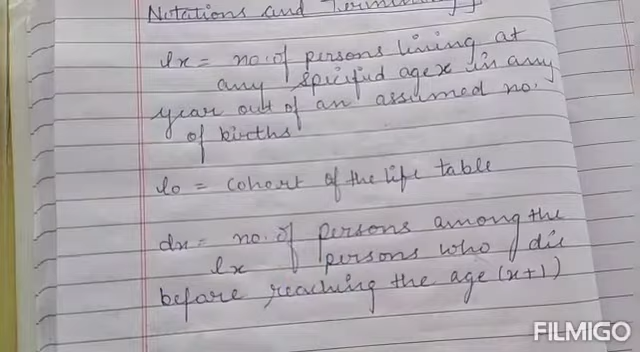 Notations and Terminology
lx = no. of persons living at
any specified age x in any
year out of an assumed no.
of births
lo = cohort of the life table
dx = no. of persons among the
lx persons who die
before reaching the age (x+1)
FILMIGO